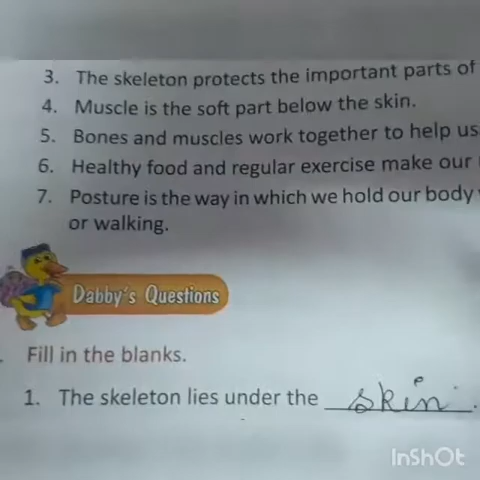 3. The skeleton protects the important parts of
4. Muscle is the soft part below the skin.
5. Bones and muscles work together to help us
6. Healthy food and regular exercise make our
7. Posture is the way in which we hold our body
or walking.
Dabby's Questions
Fill in the blanks.
1. The skeleton lies under the skin.
InShOt